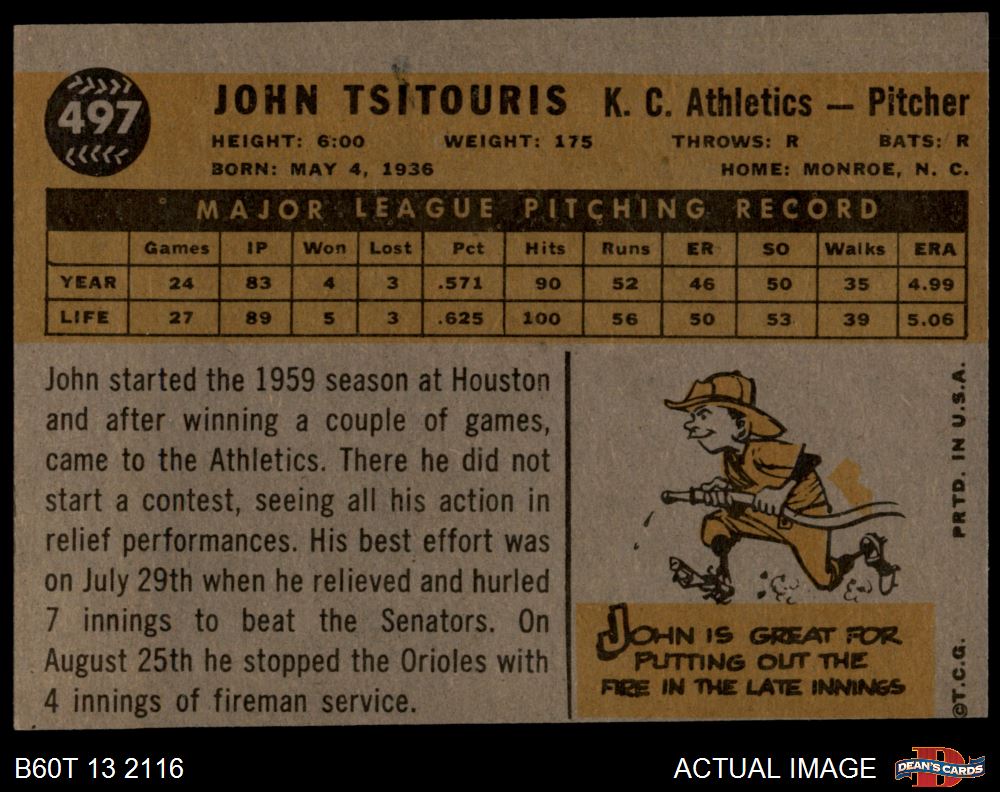 497
JOHN TSITOURIS K. C. Athletics — Pitcher
HEIGHT: 6:00 WEIGHT: 175 THROWS: R BATS: R
BORN: MAY 4, 1936 HOME: MONROE, N. C.
MAJOR LEAGUE PITCHING RECORD
Games IP Won Lost Pct Hits Runs ER SO Walks ERA
YEAR 24 83 4 3 .571 90 52 46 50 35 4.99
LIFE 27 89 5 3 .625 100 56 50 53 39 5.06
John started the 1959 season at Houston
and after winning a couple of games,
came to the Athletics. There he did not
start a contest, seeing all his action in
relief performances. His best effort was
on July 29th when he relieved and hurled
7 innings to beat the Senators. On
August 25th he stopped the Orioles with
4 innings of fireman service.
JOHN IS GREAT FOR
PUTTING OUT THE
FIRE IN THE LATE INNINGS
©T.C.G. PRTD. IN U.S.A.
B60T 13 2116
ACTUAL IMAGE
D
DEAN'S CARDS